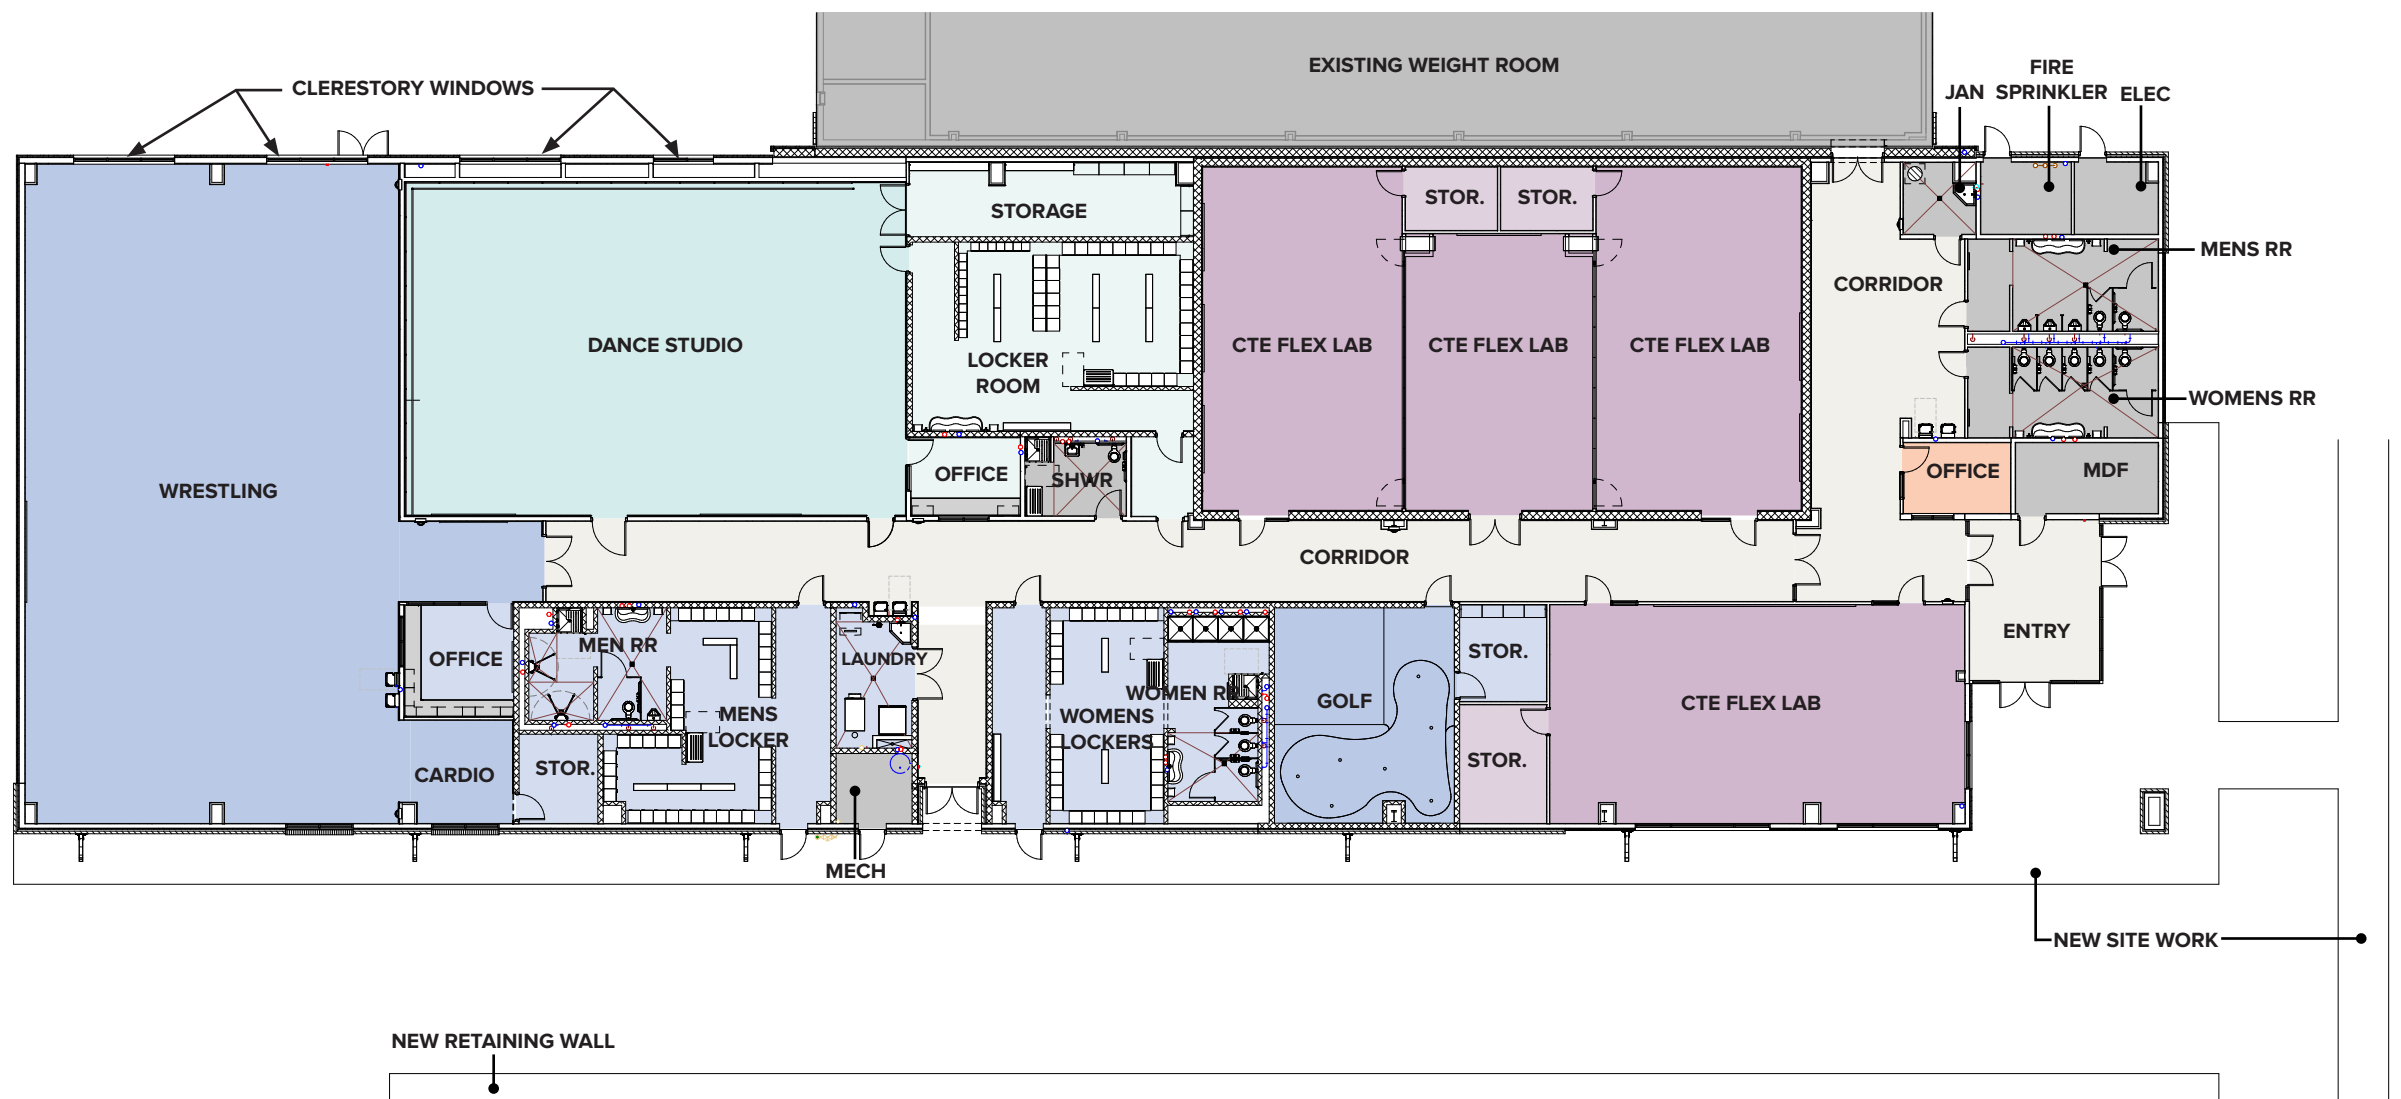 EXISTING WEIGHT ROOM
FIRE
SPRINKLER
JAN
ELEC
CLERESTORY WINDOWS
STORAGE
STOR.
STOR.
MENS RR
CORRIDOR
DANCE STUDIO
LOCKER
ROOM
CTE FLEX LAB
CTE FLEX LAB
CTE FLEX LAB
WOMENS RR
WRESTLING
OFFICE
SHWR
OFFICE
MDF
CORRIDOR
ENTRY
OFFICE
MEN RR
LAUNDRY
STOR.
WOMEN RR
GOLF
CTE FLEX LAB
MENS
LOCKER
WOMENS
LOCKERS
CARDIO
STOR.
STOR.
MECH
NEW SITE WORK
NEW RETAINING WALL